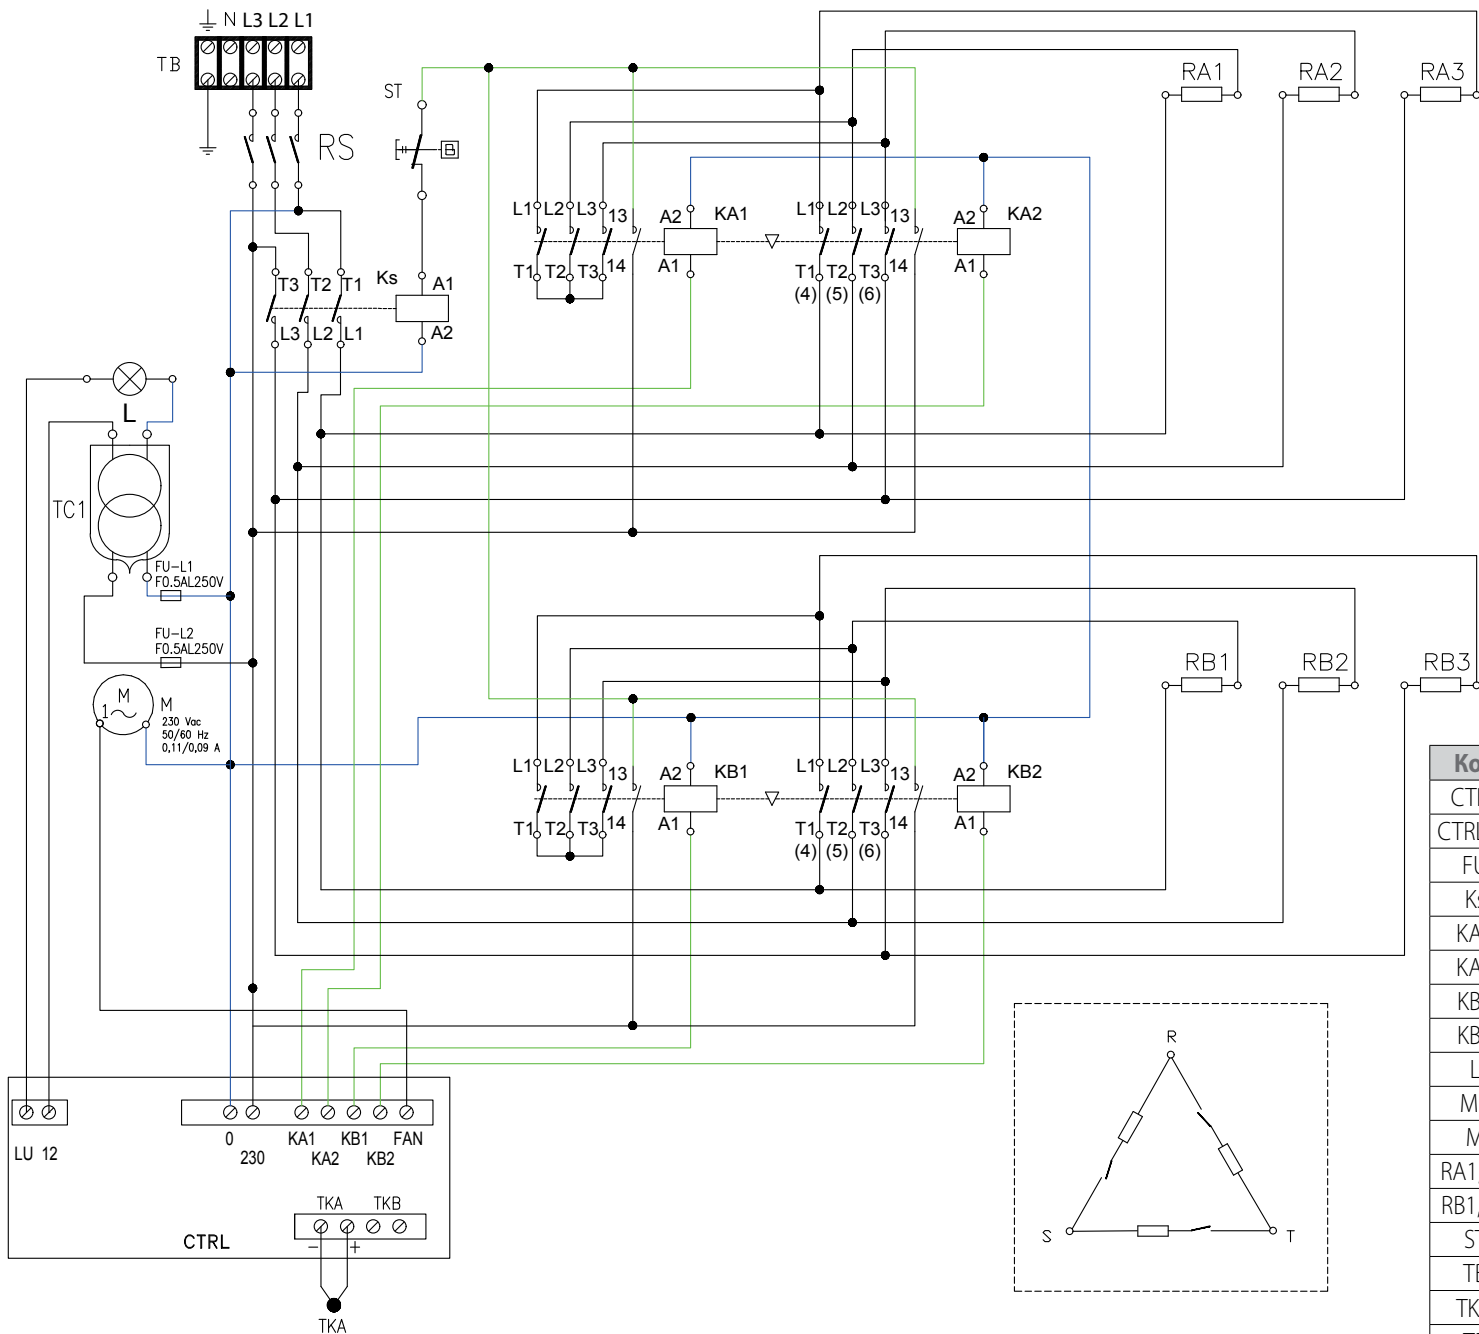 ⏚ N L3 L2 L1
TB
ST
RS
RA1 RA2 RA3
L1 L2 L3 13 A2 KA1
L1 L2 L3 13 A2 KA2
T1 T2 T3 14 A1
T1 T2 T3 14 A1
(4) (5) (6)
Ks
T3 T2 T1
A1
L3 L2 L1
A2
L
TC1
FU-L1
F0.5AL250V
FU-L2
F0.5AL250V
M
1
M
230 Vac
50/60 Hz
0,11/0,09 A
RB1 RB2 RB3
L1 L2 L3 13 A2 KB1
L1 L2 L3 13 A2 KB2
T1 T2 T3 14 A1
T1 T2 T3 14 A1
(4) (5) (6)
LU 12
0 KA1 KB1 FAN
230 KA2 KB2
TKA TKB
CTRL
- +
TKA
R
S T
L
M